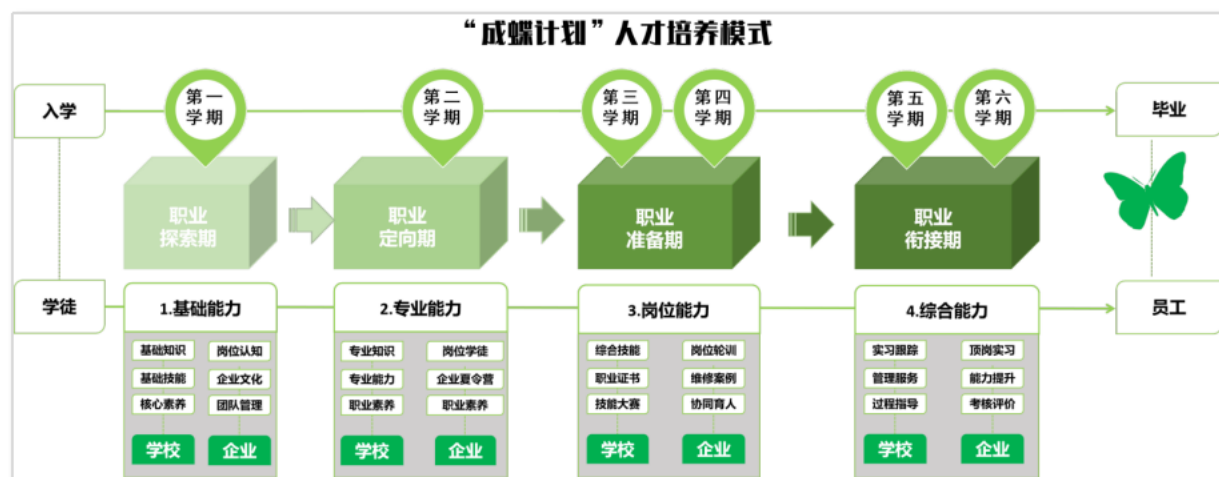 “成蝶计划”人才培养模式
入学
第一
学期
第二
学期
第三
学期
第四
学期
第五
学期
第六
学期
毕业
职业
探索期
职业
定向期
职业
准备期
职业
衔接期
学徒
1.基础能力
2.专业能力
3.岗位能力
4.综合能力
员工
基础知识
岗位认知
基础技能
企业文化
核心素养
团队管理
学校
企业
专业知识
岗位学徒
专业能力
企业夏令营
职业素养
职业素养
学校
企业
综合技能
岗位轮训
职业证书
维修案例
技能大赛
协同育人
学校
企业
实习跟踪
顶岗实习
管理服务
能力提升
过程指导
考核评价
学校
企业